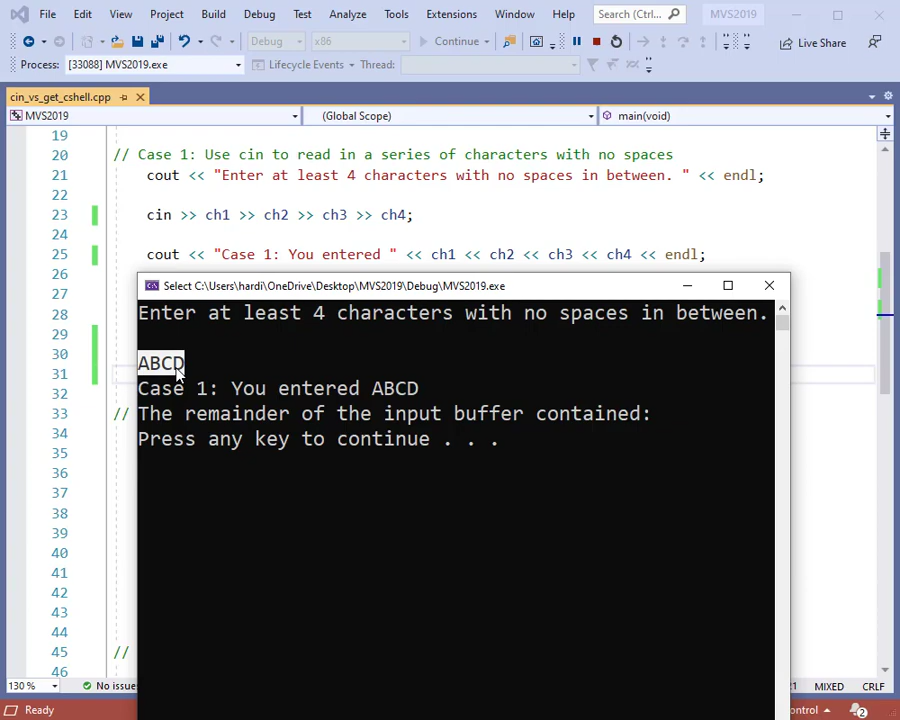 File Edit View Project Build Debug Test Analyze Tools Extensions Window Help Search (Ctrl... MVS2019
Debug x86 Continue Live Share
Process: [33088] MVS2019.exe Lifecycle Events Thread:
cin_vs_get_cshell.cpp
MVS2019 (Global Scope) main(void)
19
20 // Case 1: Use cin to read in a series of characters with no spaces
21 cout << "Enter at least 4 characters with no spaces in between. " << endl;
22
23 cin >> ch1 >> ch2 >> ch3 >> ch4;
24
25 cout << "Case 1: You entered " << ch1 << ch2 << ch3 << ch4 << endl;
26
27
28
29
30
31
32
33 //
34
35
36
37
38
39
40
41
42
43
44
45 //
46
Select C:\Users\hardi\OneDrive\Desktop\MVS2019\Debug\MVS2019.exe
Enter at least 4 characters with no spaces in between.
ABCD
Case 1: You entered ABCD
The remainder of the input buffer contained:
Press any key to continue . . .
130 % No issue MIXED CRLF
Ready 2